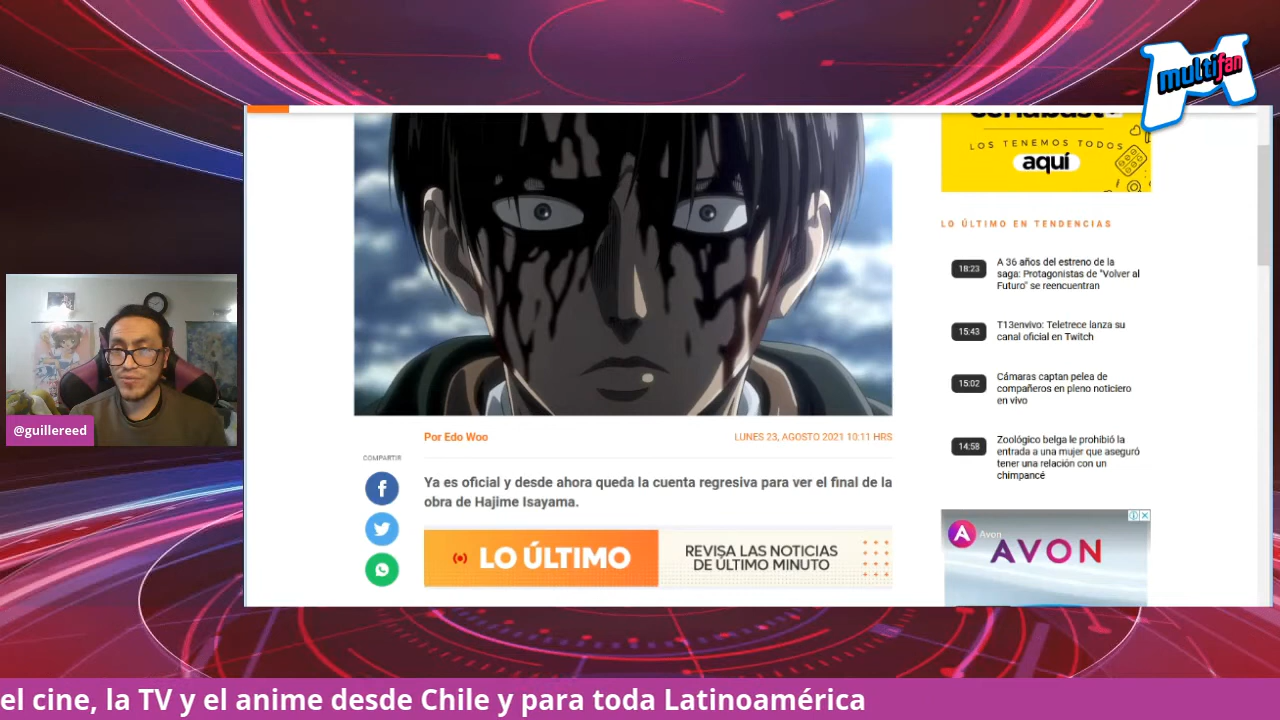 multifan
LOS TENEMOS TODOS
aquí
LO ÚLTIMO EN TENDENCIAS
18:23
A 36 años del estreno de la
saga: Protagonistas de "Volver al
Futuro" se reencuentran
15:43
T13envivo: Teletrece lanza su
canal oficial en Twitch
15:02
Cámaras captan pelea de
compañeros en pleno noticiero
en vivo
14:58
Zoológico belga le prohibió la
entrada a una mujer que aseguró
tener una relación con un
chimpancé
@guillereed
Por Edo Woo
LUNES 23, AGOSTO 2021 10:11 HRS
COMPARTIR
Ya es oficial y desde ahora queda la cuenta regresiva para ver el final de la
obra de Hajime Isayama.
LO ÚLTIMO
REVISA LAS NOTICIAS
DE ÚLTIMO MINUTO
Avon
AVON
el cine, la TV y el anime desde Chile y para toda Latinoamérica